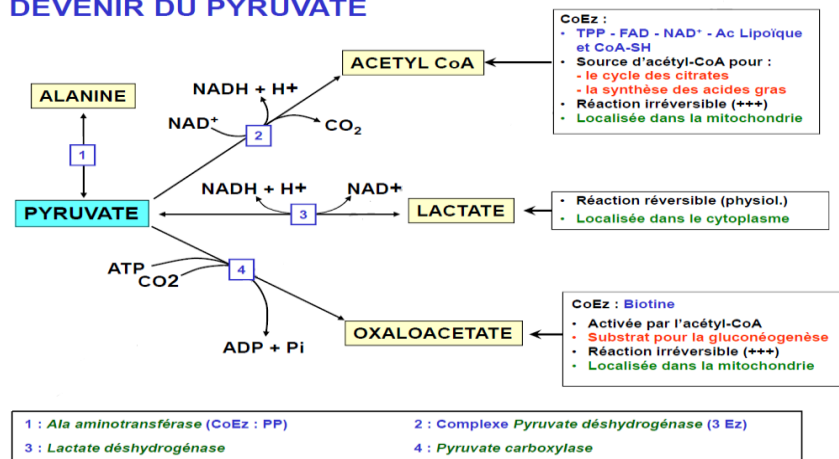 DEVENIR DU PYRUVATE
CoEz :
• TPP - FAD - NAD⁺ - Ac Lipoïque
et CoA-SH
• Source d'acétyl-CoA pour :
- le cycle des citrates
- la synthèse des acides gras
• Réaction irréversible (+++)
• Localisée dans la mitochondrie
ACETYL CoA
NADH + H+
ALANINE
NAD⁺
2
CO₂
1
NADH + H+
NAD+
PYRUVATE
3
LACTATE
• Réaction réversible (physiol.)
• Localisée dans le cytoplasme
ATP
CO2
4
ADP + Pi
OXALOACETATE
CoEz : Biotine
• Activée par l'acétyl-CoA
• Substrat pour la gluconéogenèse
• Réaction irréversible (+++)
• Localisée dans la mitochondrie
1 : Ala aminotransférase (CoEz : PP)
2 : Complexe Pyruvate déshydrogénase (3 Ez)
3 : Lactate déshydrogénase
4 : Pyruvate carboxylase